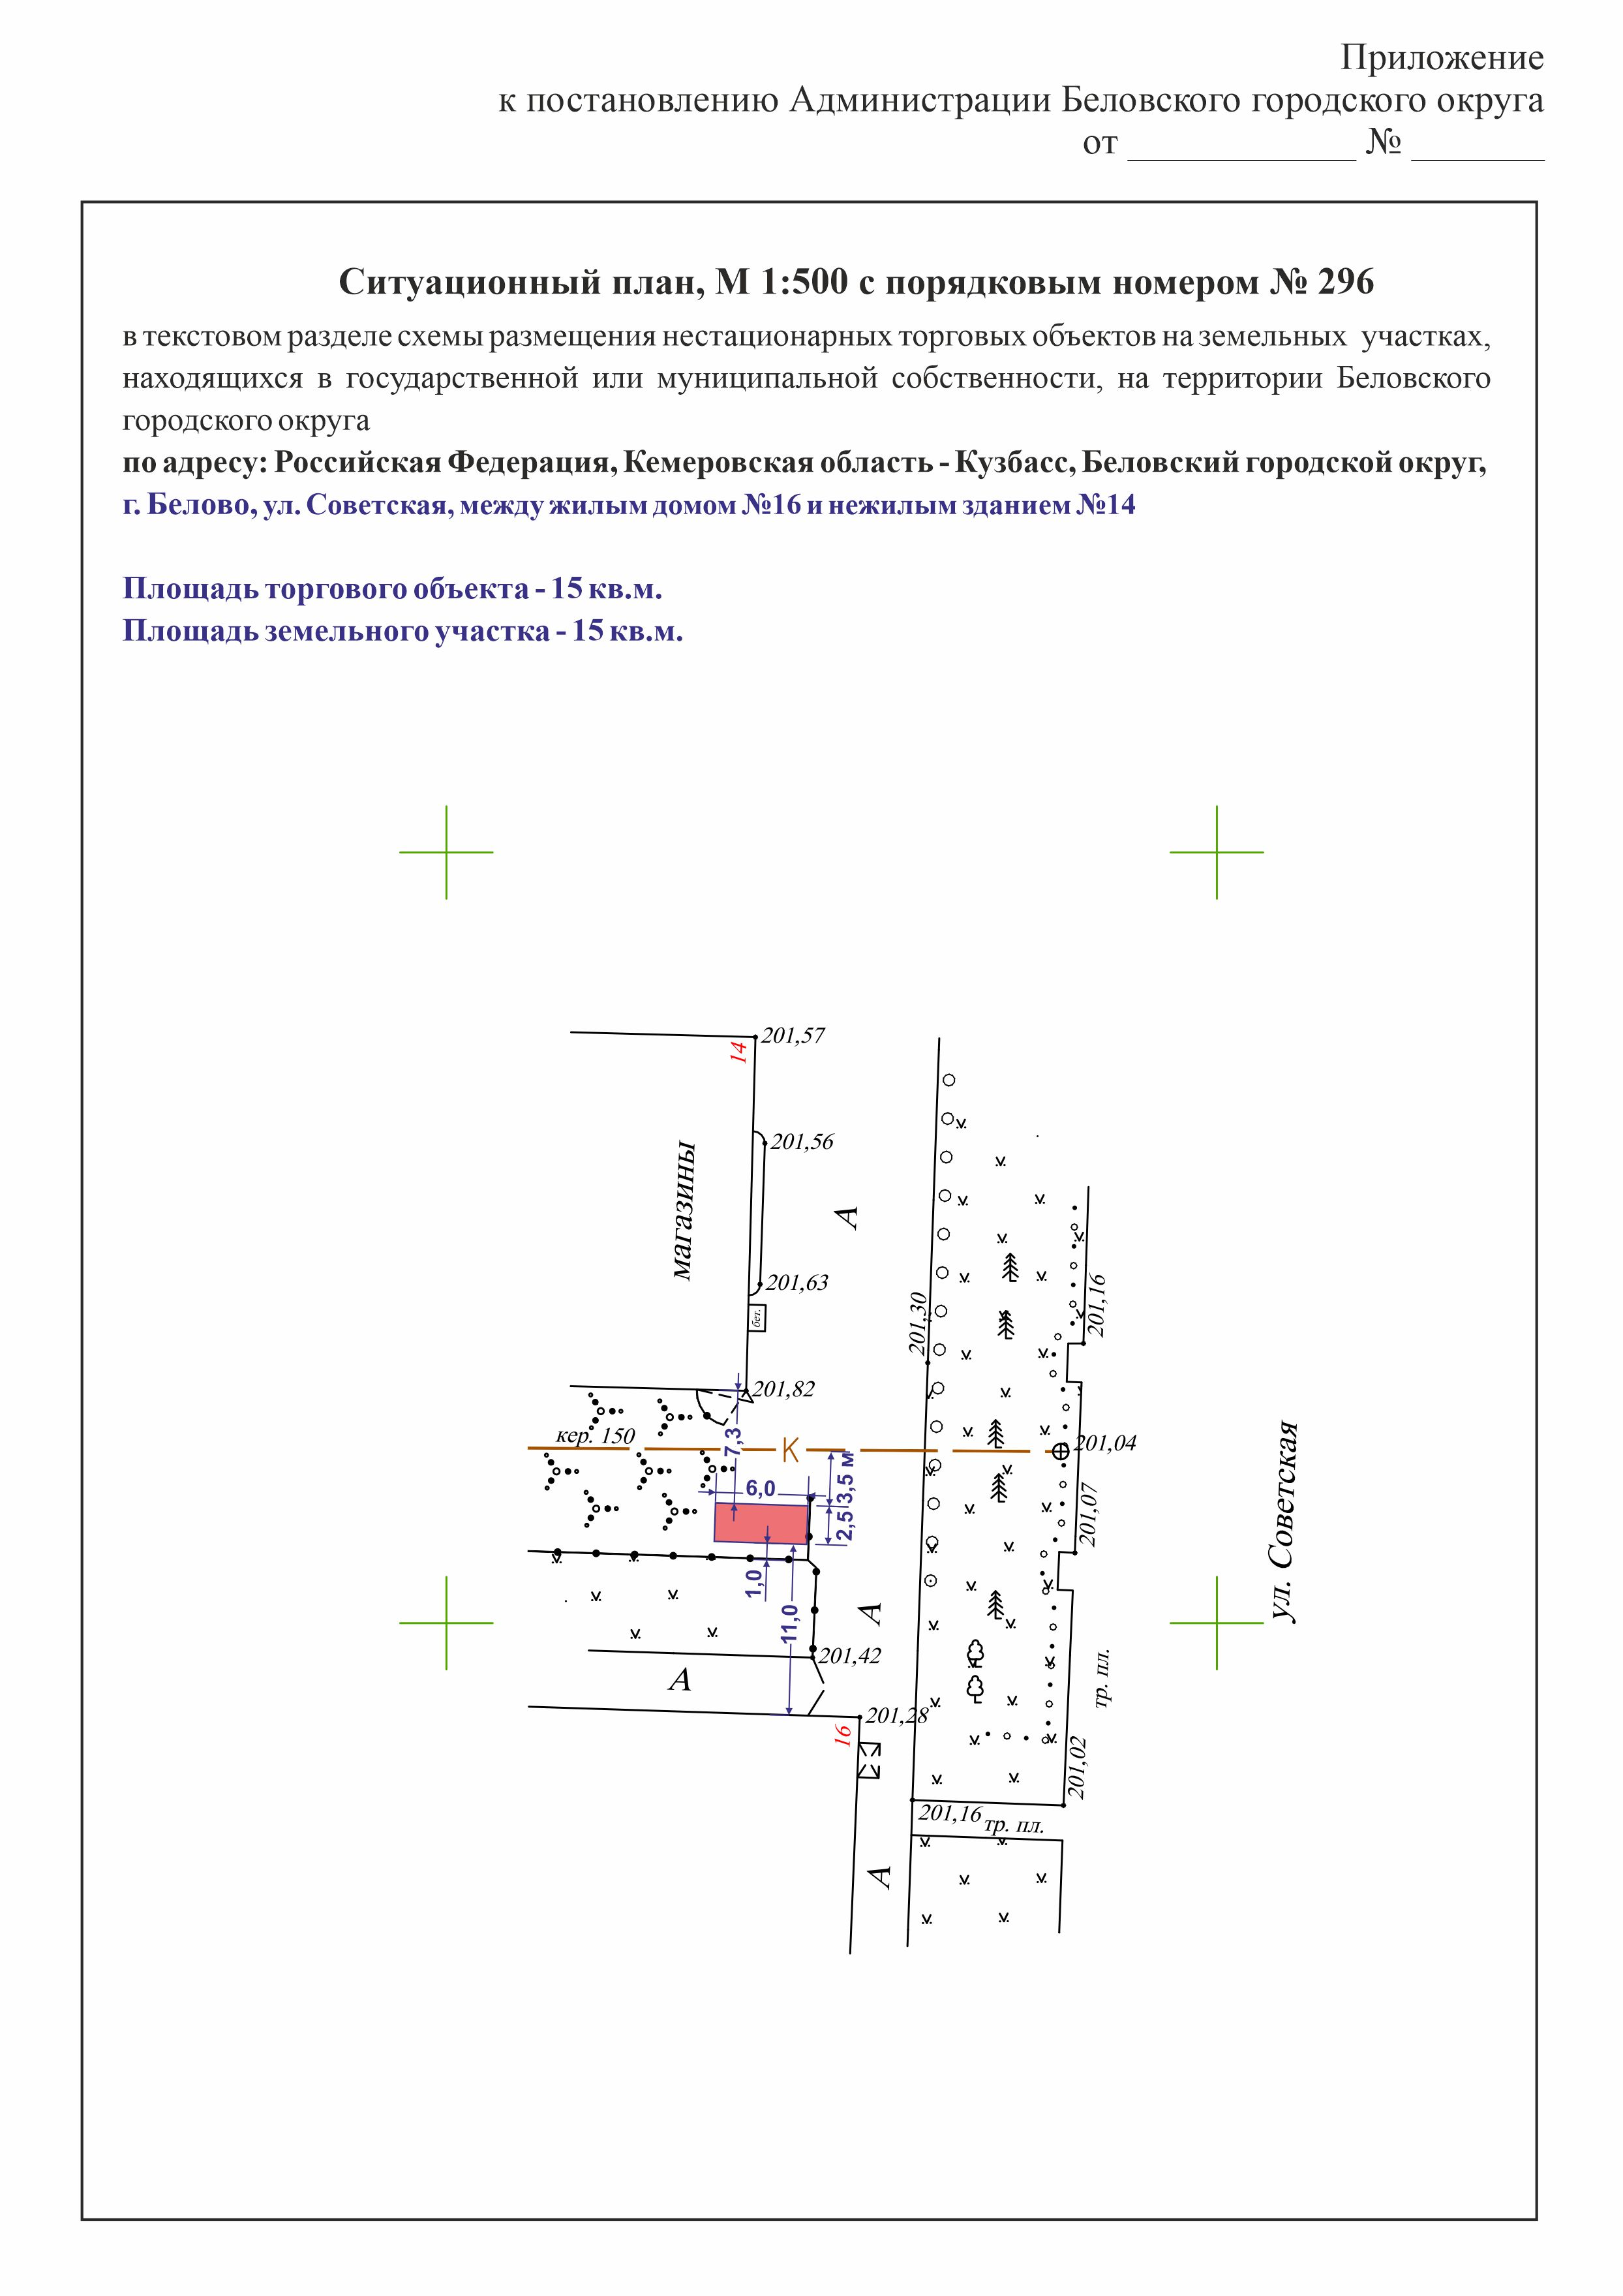 Приложение
к постановлению Администрации Беловского городского округа
от ____________ № _______
Ситуационный план, М 1:500 с порядковым номером № 296
в текстовом разделе схемы размещения нестационарных торговых объектов на земельных участках,
находящихся в государственной или муниципальной собственности, на территории Беловского
городского округа
по адресу: Российская Федерация, Кемеровская область - Кузбасс, Беловский городской округ,
г. Белово, ул. Советская, между жилым домом №16 и нежилым зданием №14
Площадь торгового объекта - 15 кв.м.
Площадь земельного участка - 15 кв.м.
201,57
14
201,56
магазины
А
201,63
бет.
201,30
201,16
201,82
кер. 150
7,3
К
201,04
ул. Советская
3,5 м
6,0
2,5
201,07
1,0
11,0
А
201,42
А
тр. пл.
201,28
16
201,02
201,16
тр. пл.
А